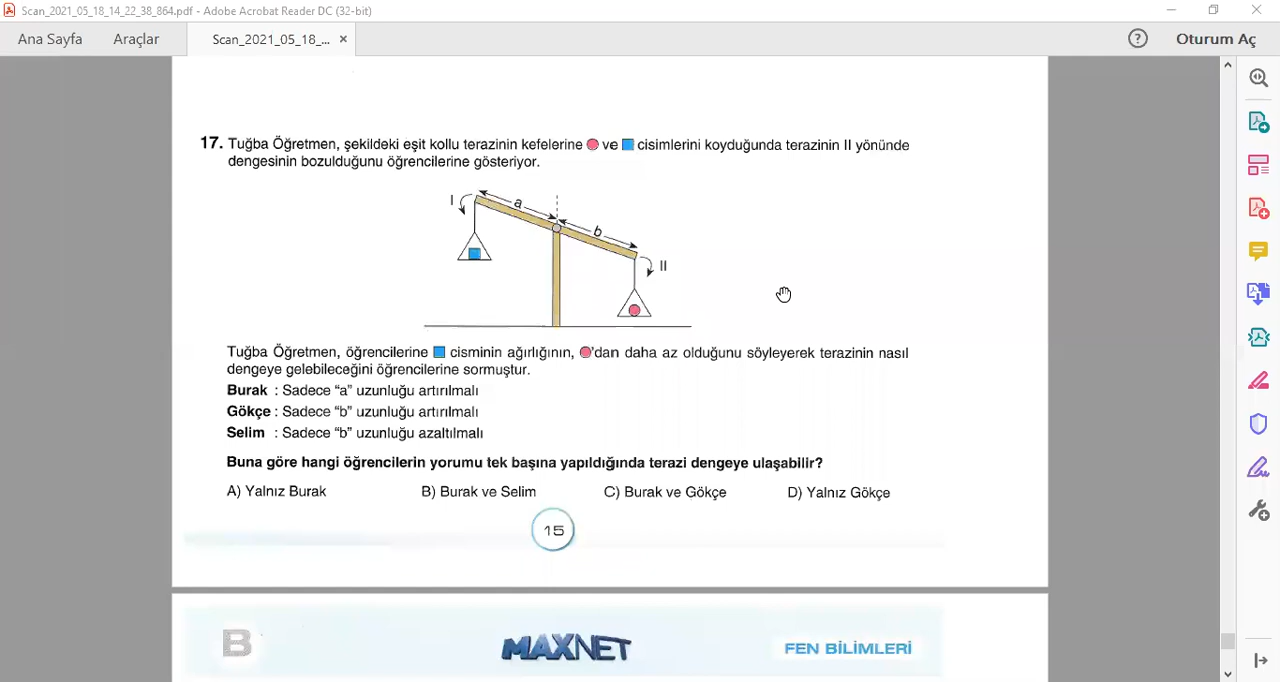 Scan_2021_05_18_14_22_38_864.pdf - Adobe Acrobat Reader DC (32-bit)
Ana Sayfa Araçlar Scan_2021_05_18_... × ? Oturum Aç
17. Tuğba Öğretmen, şekildeki eşit kollu terazinin kefelerine ve cisimlerini koyduğunda terazinin II yönünde
dengesinin bozulduğunu öğrencilerine gösteriyor.
I a
b
II
Tuğba Öğretmen, öğrencilerine cisminin ağırlığının, 'dan daha az olduğunu söyleyerek terazinin nasıl
dengeye gelebileceğini öğrencilerine sormuştur.
Burak : Sadece "a" uzunluğu artırılmalı
Gökçe : Sadece "b" uzunluğu artırılmalı
Selim : Sadece "b" uzunluğu azaltılmalı
Buna göre hangi öğrencilerin yorumu tek başına yapıldığında terazi dengeye ulaşabilir?
A) Yalnız Burak B) Burak ve Selim C) Burak ve Gökçe D) Yalnız Gökçe
15
B MAXNET FEN BİLİMLERİ